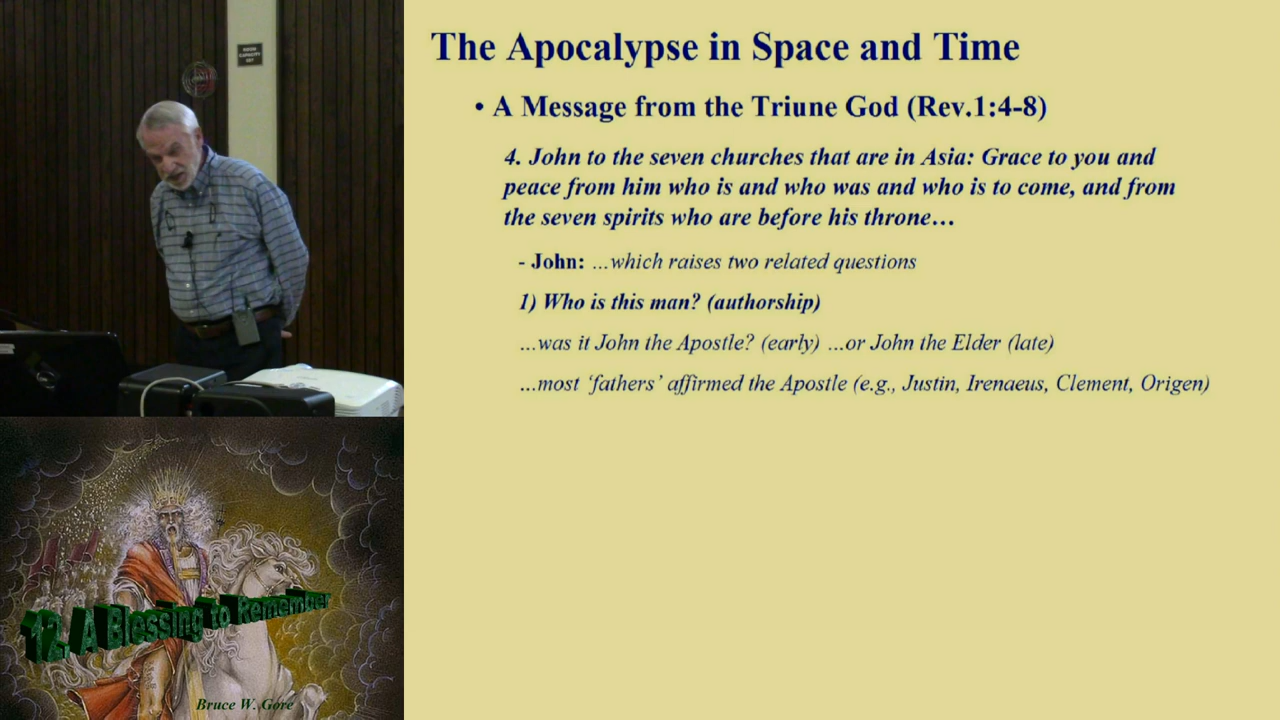 The Apocalypse in Space and Time
• A Message from the Triune God (Rev.1:4-8)
4. John to the seven churches that are in Asia: Grace to you and
peace from him who is and who was and who is to come, and from
the seven spirits who are before his throne…
- John: …which raises two related questions
1) Who is this man? (authorship)
…was it John the Apostle? (early) …or John the Elder (late)
…most ‘fathers’ affirmed the Apostle (e.g., Justin, Irenaeus, Clement, Origen)
12. A Blessing to Remember
Bruce W. Gore